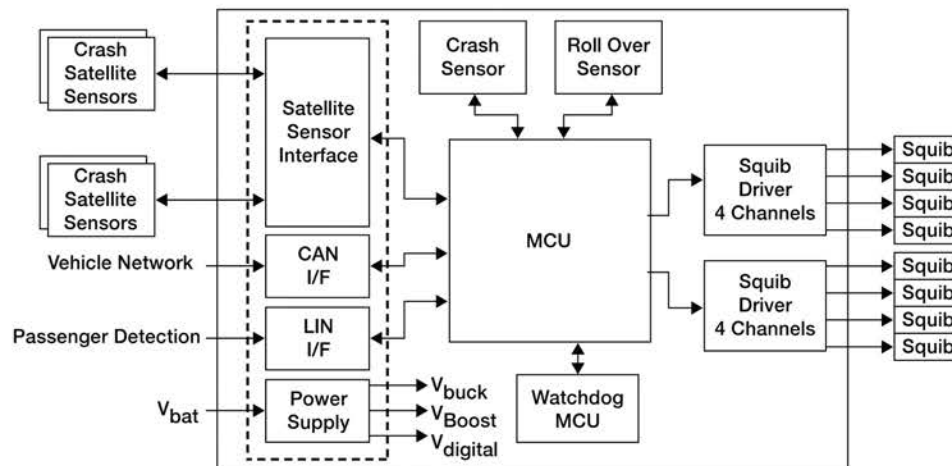 Crash
Satellite
Sensors
Crash
Satellite
Sensors
Vehicle Network
Passenger Detection
Vbat
Satellite
Sensor
Interface
CAN
I/F
LIN
I/F
Power
Supply
Vbuck
VBoost
Vdigital
Crash
Sensor
Roll Over
Sensor
MCU
Watchdog
MCU
Squib
Driver
4 Channels
Squib
Driver
4 Channels
Squib
Squib
Squib
Squib
Squib
Squib
Squib
Squib